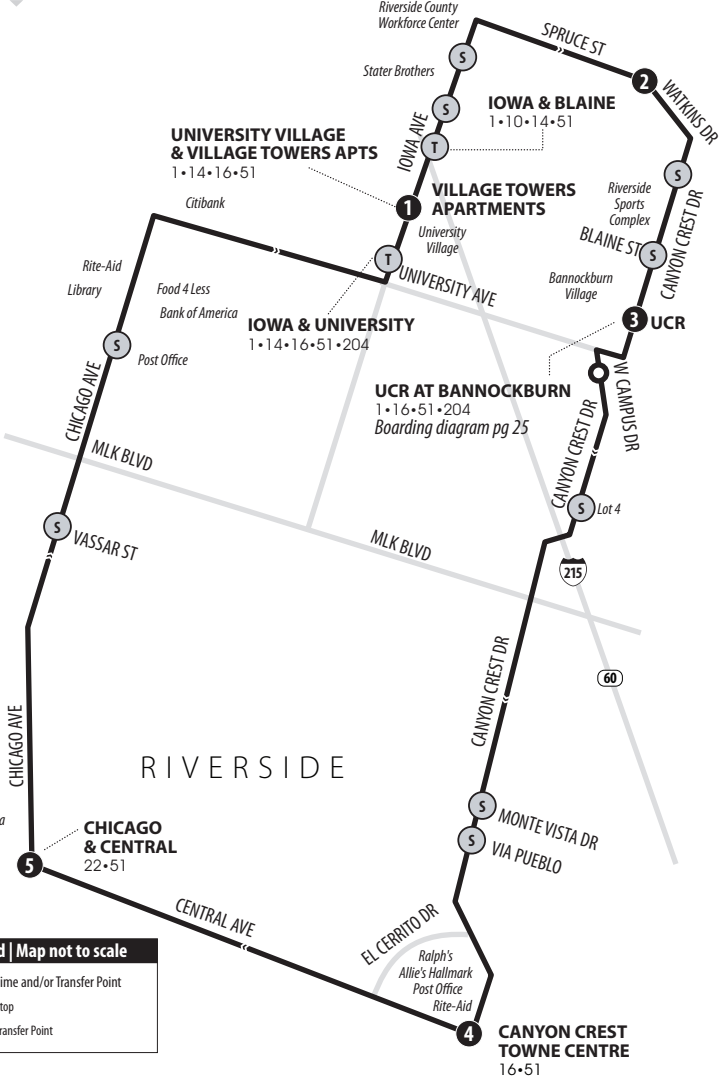 Riverside County
Workforce Center
SPRUCE ST
S
Stater Brothers
2
WATKINS DR
S
IOWA & BLAINE
1•10•14•51
IOWA AVE
T
UNIVERSITY VILLAGE
& VILLAGE TOWERS APTS
1•14•16•51
S
CANYON CREST DR
Riverside
Sports
Complex
1
VILLAGE TOWERS
APARTMENTS
Citibank
University
Village
BLAINE ST
S
T
UNIVERSITY AVE
Rite-Aid
Library
Food 4 Less
Bank of America
Bannockburn
Village
IOWA & UNIVERSITY
1•14•16•51•204
3
UCR
S
Post Office
CHICAGO AVE
UCR AT BANNOCKBURN
1•16•51•204
Boarding diagram pg 25
W CAMPUS DR
CANYON CREST DR
MLK BLVD
S
Lot 4
S
VASSAR ST
MLK BLVD
215
60
CANYON CREST DR
CHICAGO AVE
RIVERSIDE
S
MONTE VISTA DR
a
CHICAGO
& CENTRAL
22•51
S
VIA PUEBLO
5
CENTRAL AVE
EL CERRITO DR
Ralph's
Allie's Hallmark
Post Office
Rite-Aid
d | Map not to scale
ime and/or Transfer Point
top
ransfer Point
4
CANYON CREST
TOWNE CENTRE
16•51